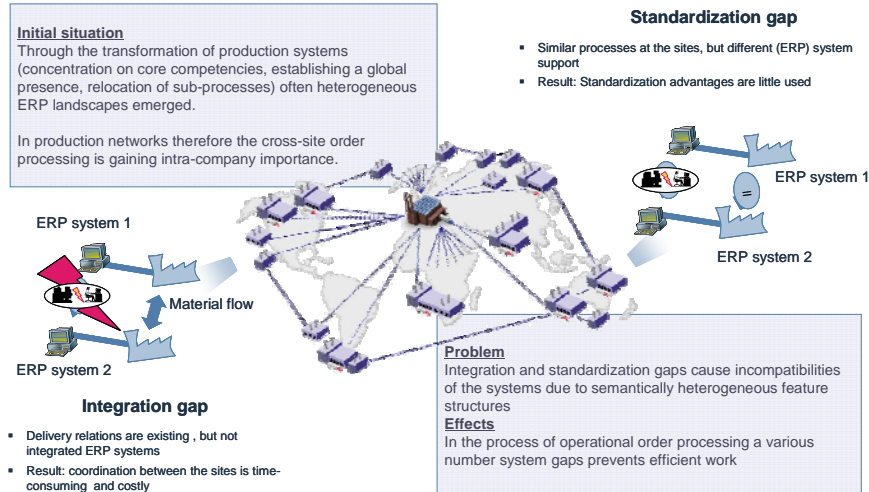 Initial situation
Through the transformation of production systems
(concentration on core competencies, establishing a global
presence, relocation of sub-processes) often heterogeneous
ERP landscapes emerged.
In production networks therefore the cross-site order
processing is gaining intra-company importance.
Standardization gap
▪ Similar processes at the sites, but different (ERP) system
support
▪ Result: Standardization advantages are little used
ERP system 1
=
ERP system 2
ERP system 1
Material flow
ERP system 2
Integration gap
▪ Delivery relations are existing , but not
integrated ERP systems
▪ Result: coordination between the sites is time-
consuming and costly
Problem
Integration and standardization gaps cause incompatibilities
of the systems due to semantically heterogeneous feature
structures
Effects
In the process of operational order processing a various
number system gaps prevents efficient work